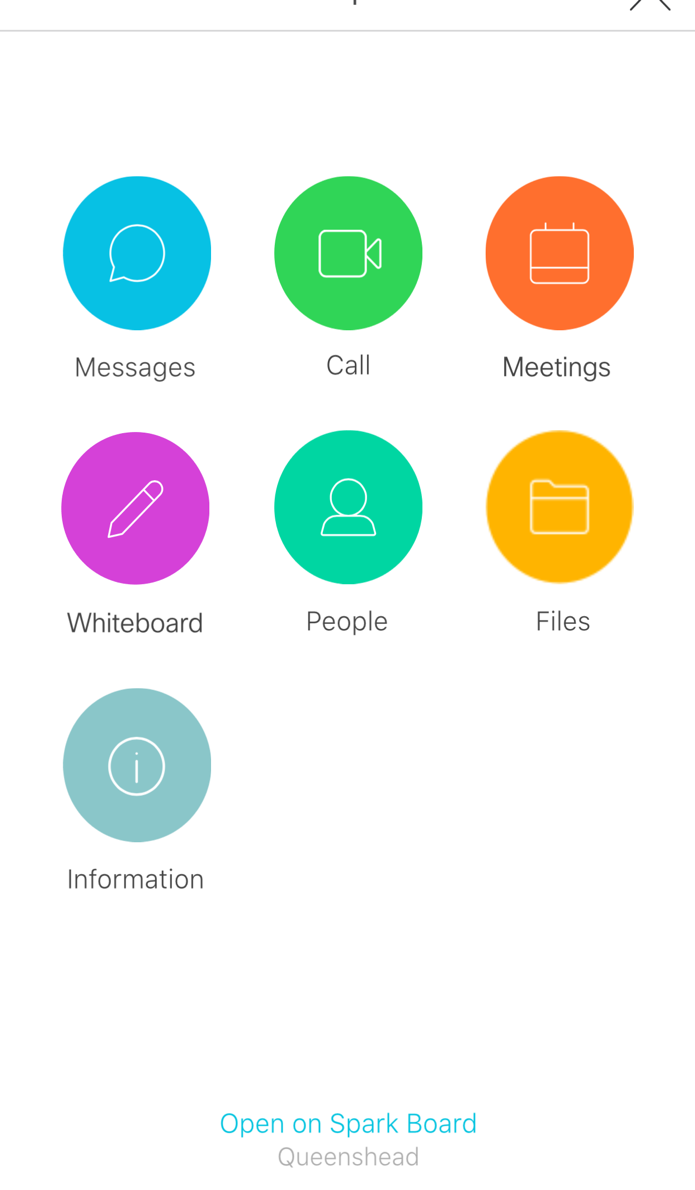 Messages
Call
Meetings
Whiteboard
People
Files
Information
Open on Spark Board
Queenshead